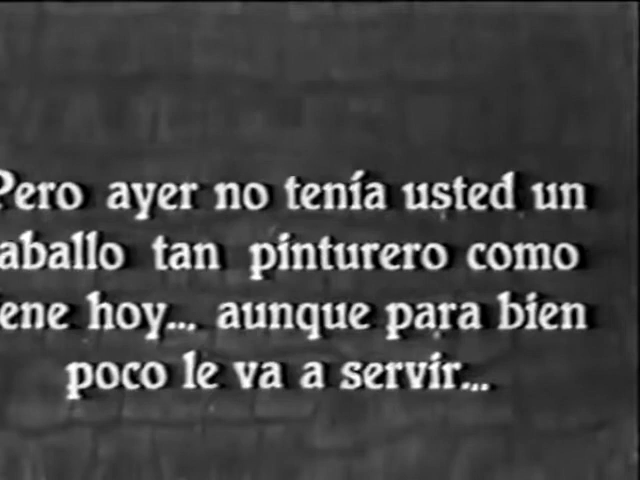 Pero ayer no tenía usted un
aballo tan pinturero como
ene hoy... aunque para bien
poco le va a servir...